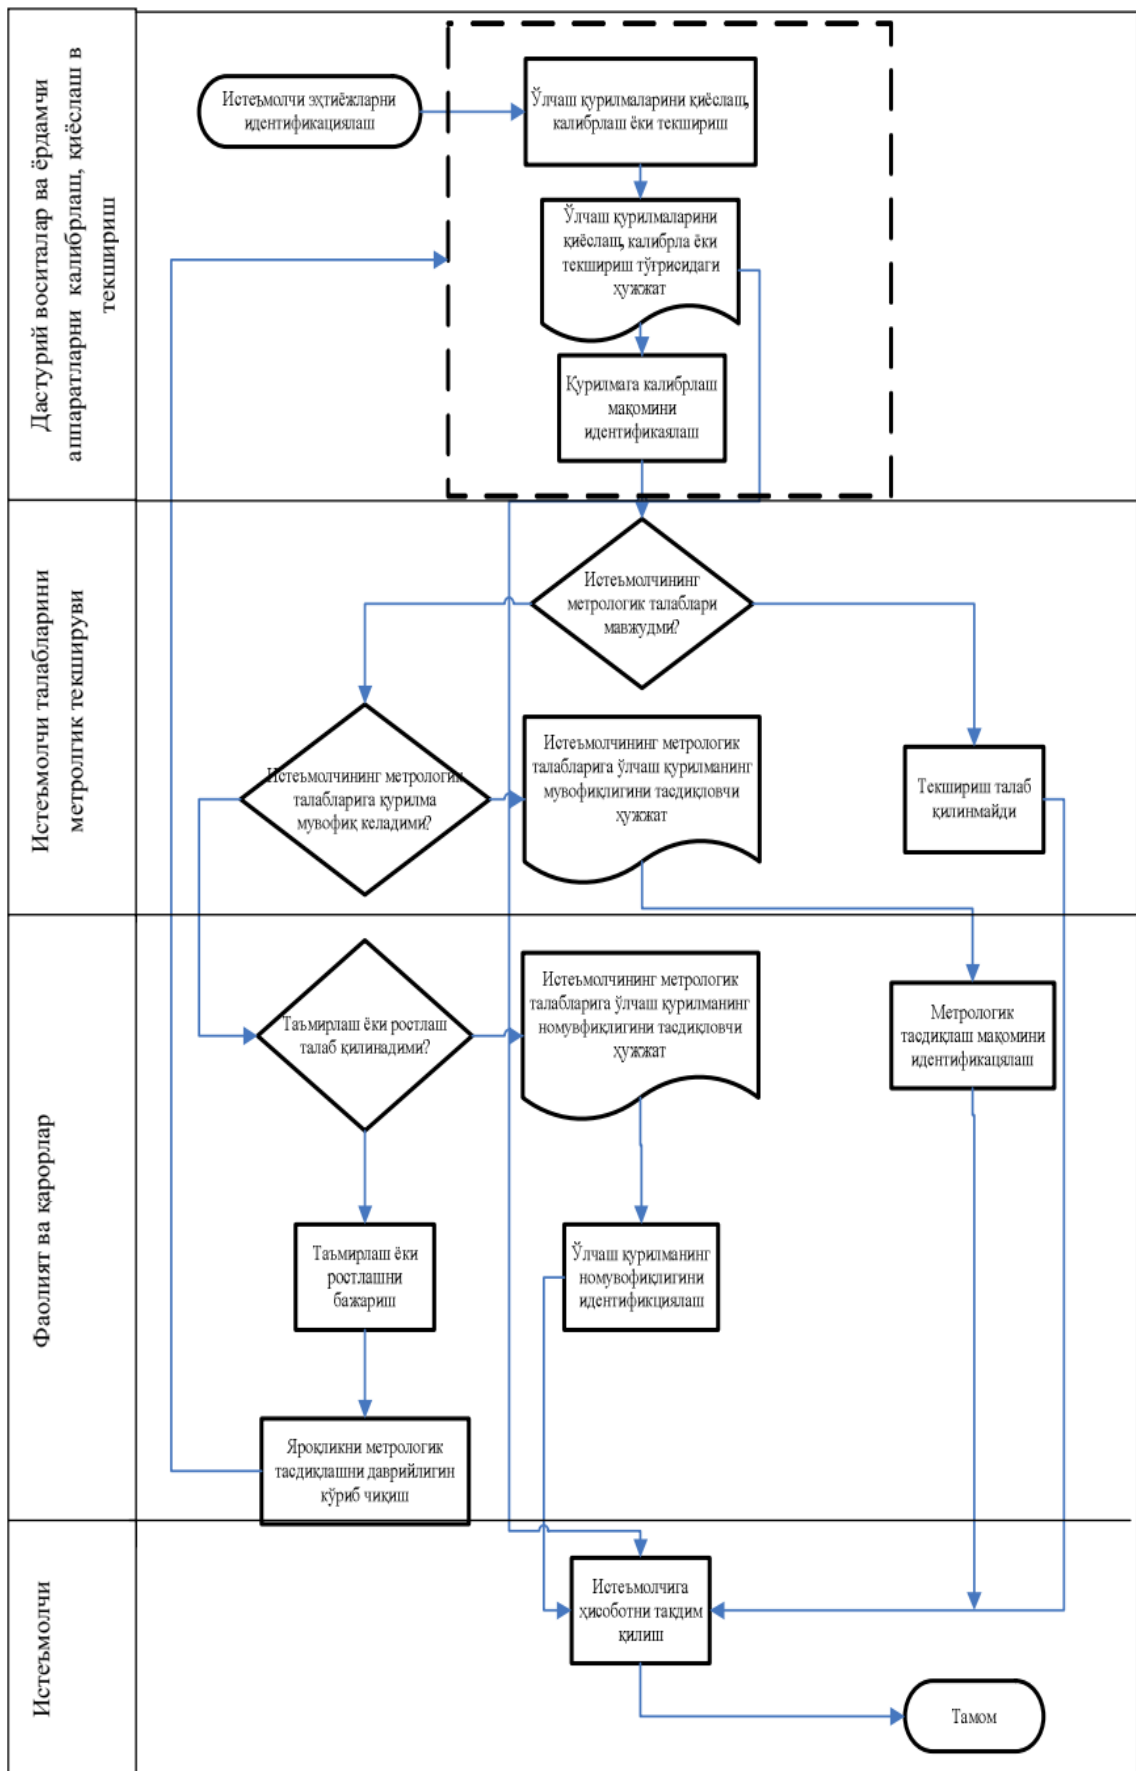 Дастурий воситалар ва ёрдамчи
аппаратларни калибрлаш, қиёслаш в
текшириш
Истеъмолчи эҳтиёжларни
идентификациялаш
Ўлчаш қурилмаларини қиёслаш,
калибрлаш ёки текшириш
Ўлчаш қурилмаларини
қиёслаш, калибрла ёки
текшириш тўғрисидаги
ҳужжат
Қурилмага калибрлаш
мақомини
идентификаялаш
Истеъмолчи талабларини
метролгик текшируви
Истеъмолчининг
метрологик талаблари
мавжудми?
Истеъмолчининг метрологик
талабларига қурилма
мувофиқ келадими?
Истеъмолчининг метрологик
талабларига ўлчаш қурилманинг
мувофиқлигини тасдиқловчи
ҳужжат
Текшириш талаб
қилинмайди
Фаолият ва қарорлар
Таъмирлаш ёки ростлаш
талаб қилинадими?
Истеъмолчининг метрологик
талабларига ўлчаш қурилманинг
номувфиқлигини тасдиқловчи
ҳужжат
Метрологик
тасдиқлаш мақомини
идентификацялаш
Таъмирлаш ёки
ростлашни
бажариш
Ўлчаш қурилманинг
номувофиқлигини
идентификциялаш
Яроқликни метрологик
тасдиқлашни даврийлигин
кўриб чиқиш
Истеъмолчи
Истеъмолчига
ҳисоботни тақдим
қилиш
Тамом